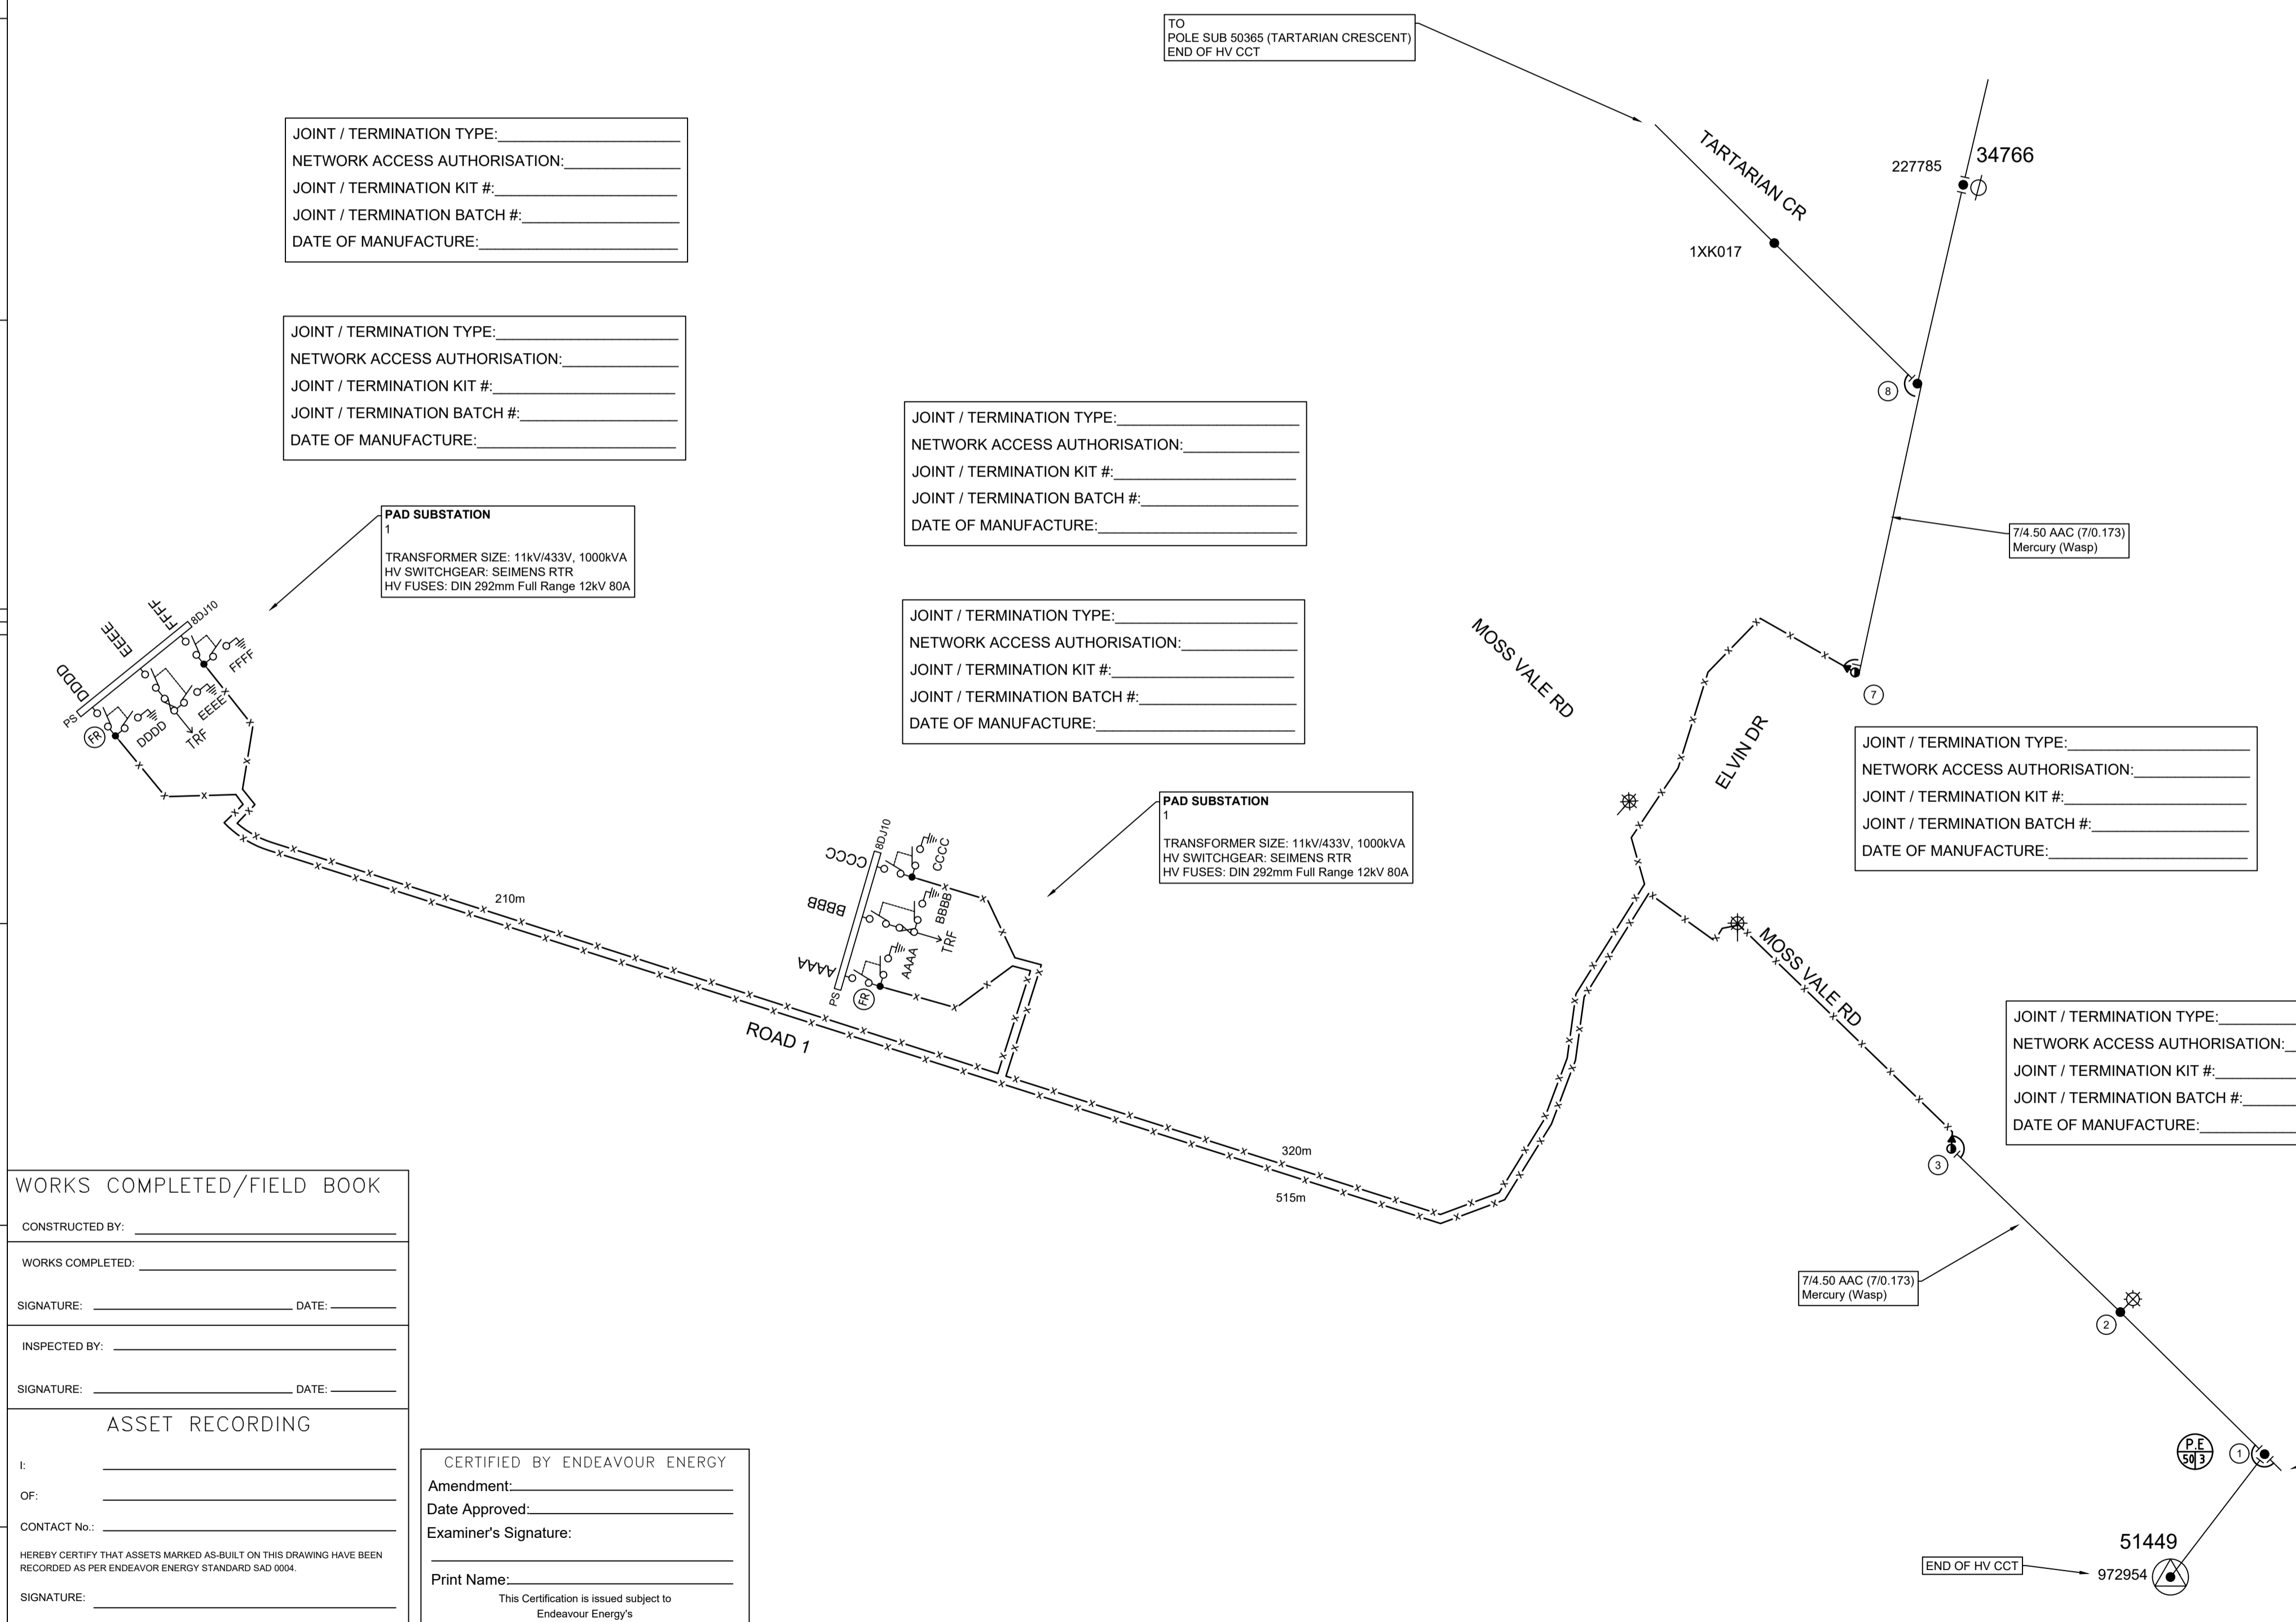 TO
POLE SUB 50365 (TARTARIAN CRESCENT)
END OF HV CCT
TARTARIAN CR
227785
34766
1XK017
8
JOINT / TERMINATION TYPE:
NETWORK ACCESS AUTHORISATION:
JOINT / TERMINATION KIT #:
JOINT / TERMINATION BATCH #:
DATE OF MANUFACTURE:
JOINT / TERMINATION TYPE:
NETWORK ACCESS AUTHORISATION:
JOINT / TERMINATION KIT #:
JOINT / TERMINATION BATCH #:
DATE OF MANUFACTURE:
JOINT / TERMINATION TYPE:
NETWORK ACCESS AUTHORISATION:
JOINT / TERMINATION KIT #:
JOINT / TERMINATION BATCH #:
DATE OF MANUFACTURE:
JOINT / TERMINATION TYPE:
NETWORK ACCESS AUTHORISATION:
JOINT / TERMINATION KIT #:
JOINT / TERMINATION BATCH #:
DATE OF MANUFACTURE:
PAD SUBSTATION
1
TRANSFORMER SIZE: 11kV/433V, 1000kVA
HV SWITCHGEAR: SEIMENS RTR
HV FUSES: DIN 292mm Full Range 12kV 80A
7/4.50 AAC (7/0.173)
Mercury (Wasp)
DDDD
EEEE
FFFF
8DJ10
PS
FR
DDDD
TRF
EEEE
FFFF
MOSS VALE RD
ELVIN DR
7
JOINT / TERMINATION TYPE:
NETWORK ACCESS AUTHORISATION:
JOINT / TERMINATION KIT #:
JOINT / TERMINATION BATCH #:
DATE OF MANUFACTURE:
PAD SUBSTATION
1
TRANSFORMER SIZE: 11kV/433V, 1000kVA
HV SWITCHGEAR: SEIMENS RTR
HV FUSES: DIN 292mm Full Range 12kV 80A
8DJ10
CCCC
CCCC
BBBB
BBBB
TRF
AAAA
AAAA
PS
FR
210m
ROAD 1
MOSS VALE RD
JOINT / TERMINATION TYPE:
NETWORK ACCESS AUTHORISATION:
JOINT / TERMINATION KIT #:
JOINT / TERMINATION BATCH #:
DATE OF MANUFACTURE:
320m
515m
3
7/4.50 AAC (7/0.173)
Mercury (Wasp)
2
P.E
50 3
1
51449
END OF HV CCT
972954
WORKS COMPLETED/FIELD BOOK
CONSTRUCTED BY:
WORKS COMPLETED:
SIGNATURE: DATE:
INSPECTED BY:
SIGNATURE: DATE:
ASSET RECORDING
I:
OF:
CONTACT No.:
HEREBY CERTIFY THAT ASSETS MARKED AS-BUILT ON THIS DRAWING HAVE BEEN
RECORDED AS PER ENDEAVOR ENERGY STANDARD SAD 0004.
SIGNATURE:
CERTIFIED BY ENDEAVOUR ENERGY
Amendment:
Date Approved:
Examiner's Signature:
Print Name:
This Certification is issued subject to
Endeavour Energy's